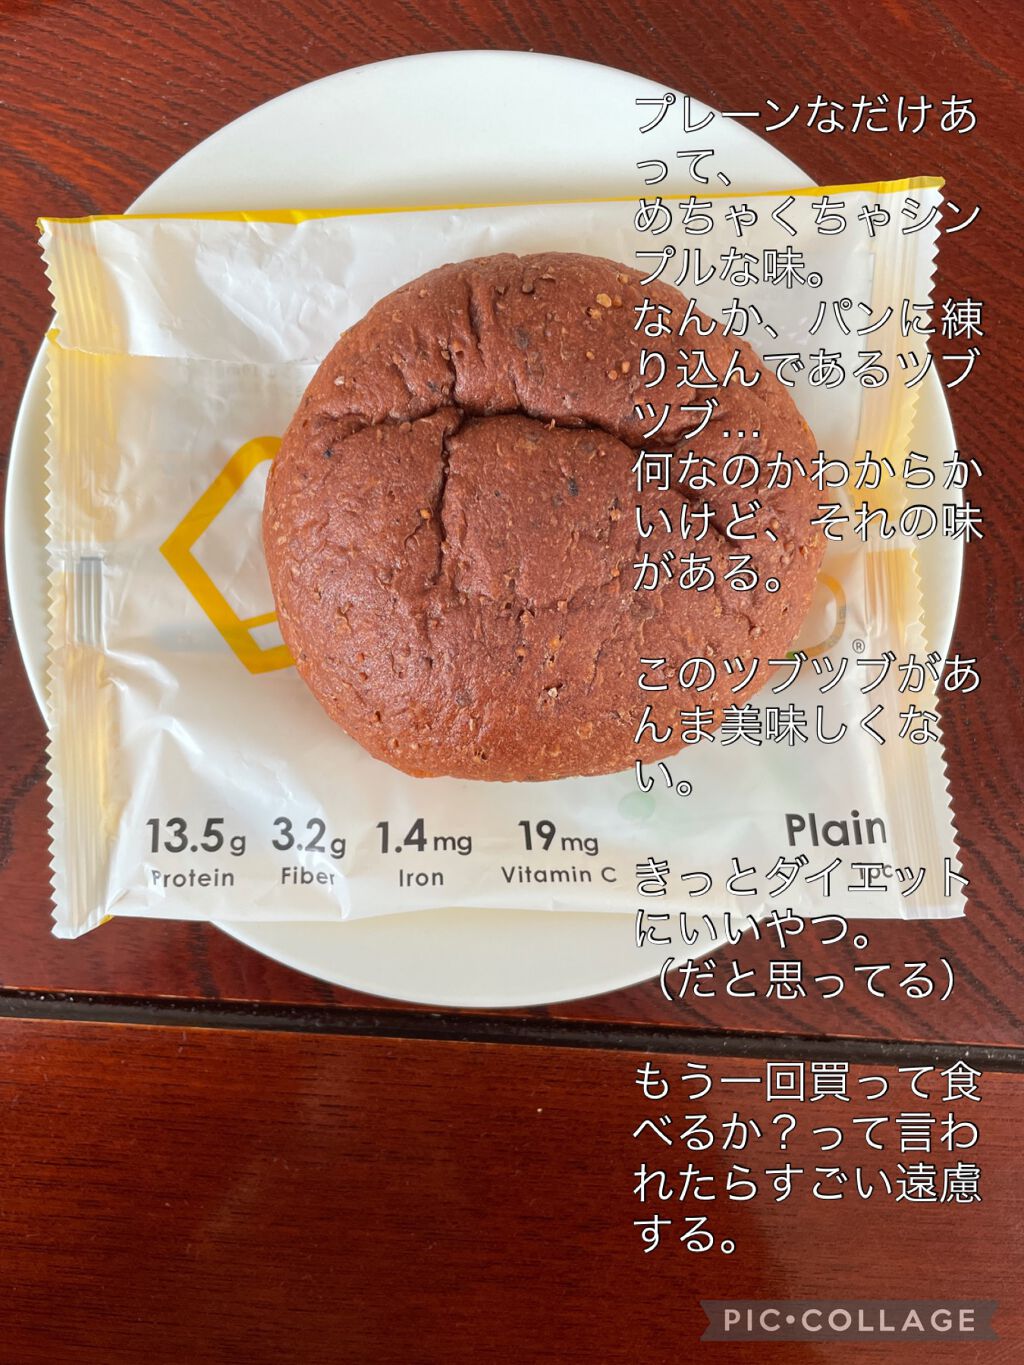 プレーンなだけあ
って、
めちゃくちゃシン
プルな味。
なんか、パンに練
り込んであるツブ
ツブ…
何なのかわからか
いけど、それの味
がある。
このツブツブがあ
んま美味しくな
い。
きっとダイエット
にいいやつ。
（だと思ってる）
もう一回買って食
べるか？って言わ
れたらすごい遠慮
する。
®
13.5g 3.2g 1.4mg 19mg
Protein Fiber Iron Vitamin C
Plain
PIC•COLLAGE